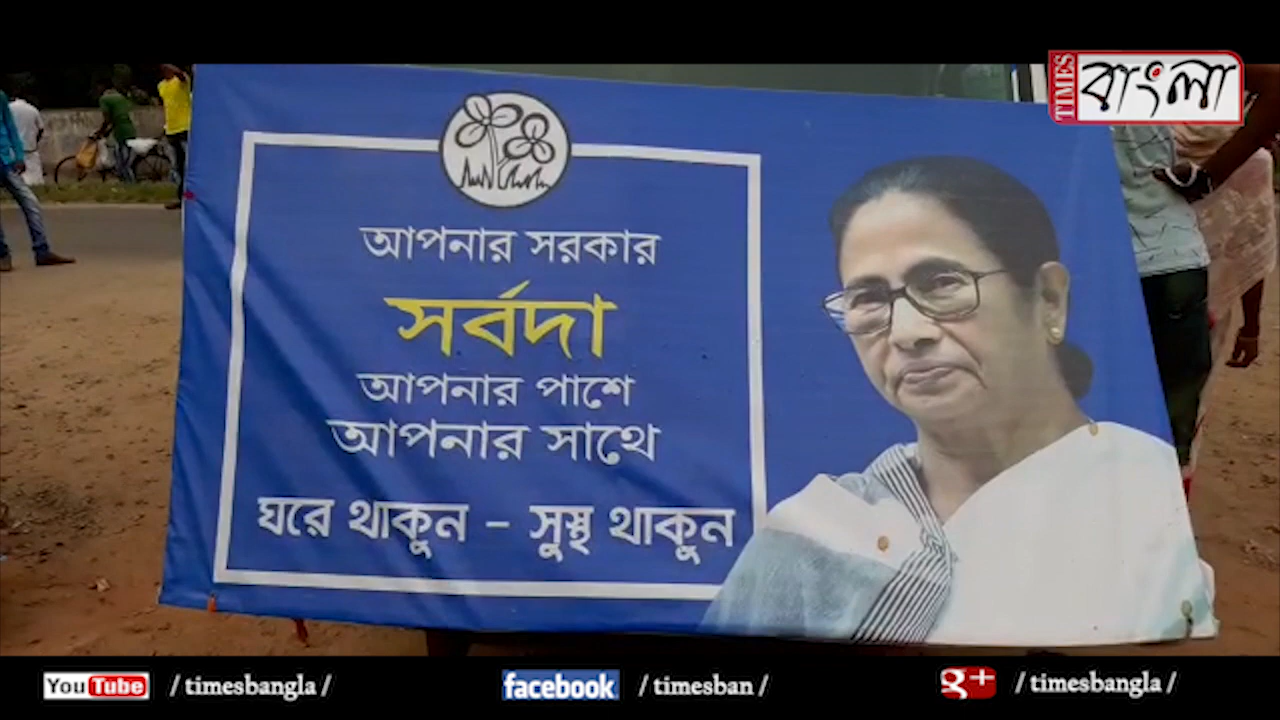 TIMES বাংলা
আপনার সরকার
সর্বদা
আপনার পাশে
আপনার সাথে
ঘরে থাকুন - সুস্থ থাকুন
YouTube / timesbangla / facebook / timesban / g+ / timesbangla /